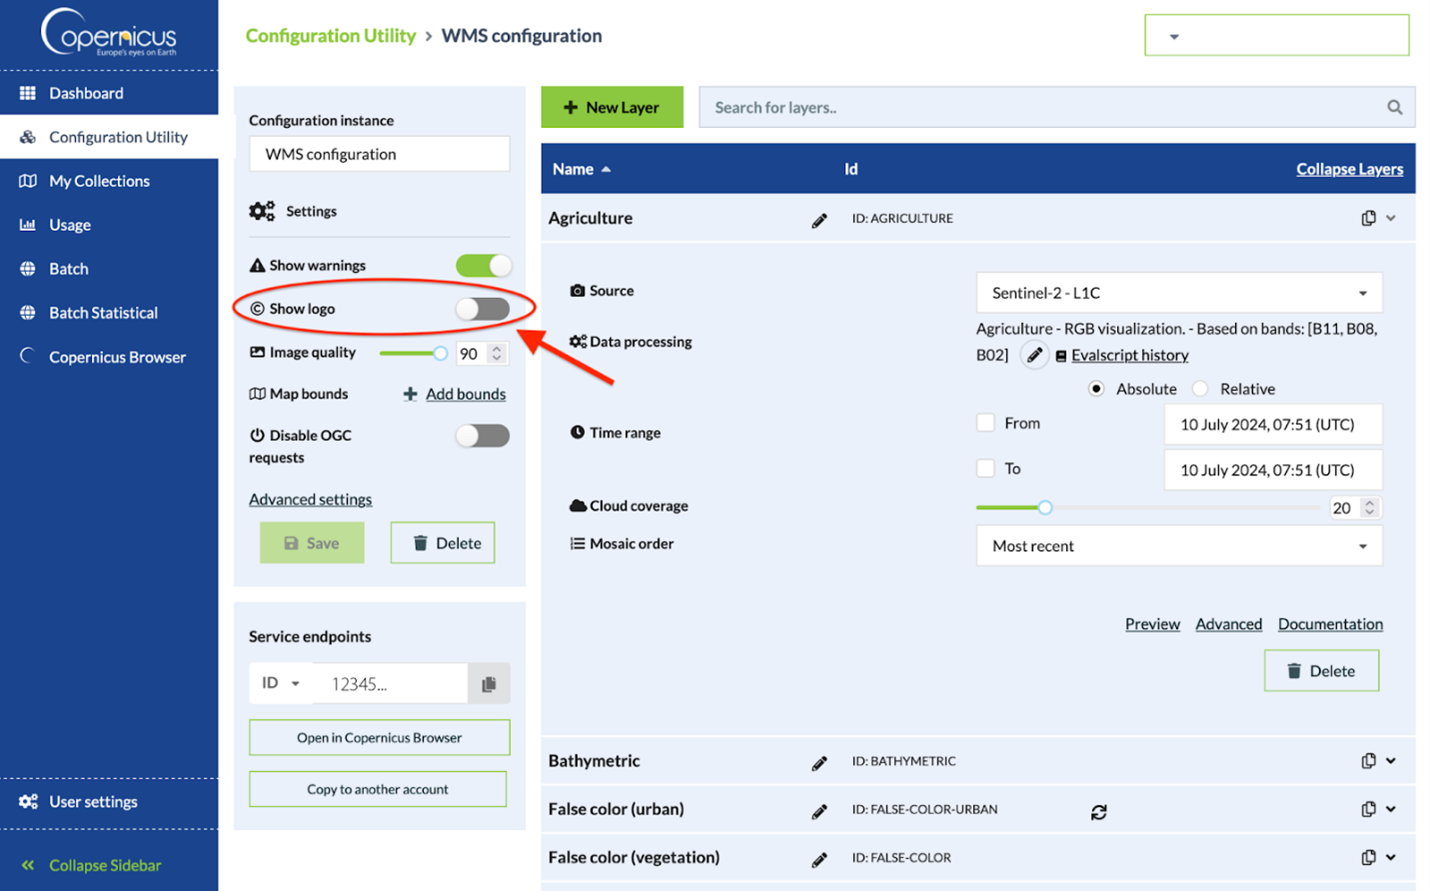 Copernicus
Europe's eyes on Earth
Dashboard
Configuration Utility
My Collections
Usage
Batch
Batch Statistical
Copernicus Browser
User settings
Collapse Sidebar
Configuration Utility > WMS configuration
Configuration instance
WMS configuration
Settings
Show warnings
Show logo
Image quality 90
Map bounds + Add bounds
Disable OGC
requests
Advanced settings
Save Delete
Service endpoints
ID 12345...
Open in Copernicus Browser
Copy to another account
+ New Layer Search for layers..
Name Id Collapse Layers
Agriculture ID: AGRICULTURE
Source Sentinel-2 - L1C
Data processing Agriculture - RGB visualization. - Based on bands: [B11, B08,
B02] Evalscript history
Absolute Relative
Time range
From 10 July 2024, 07:51 (UTC)
To 10 July 2024, 07:51 (UTC)
Cloud coverage 20
Mosaic order Most recent
Preview Advanced Documentation
Delete
Bathymetric ID: BATHYMETRIC
False color (urban) ID: FALSE-COLOR-URBAN
False color (vegetation) ID: FALSE-COLOR